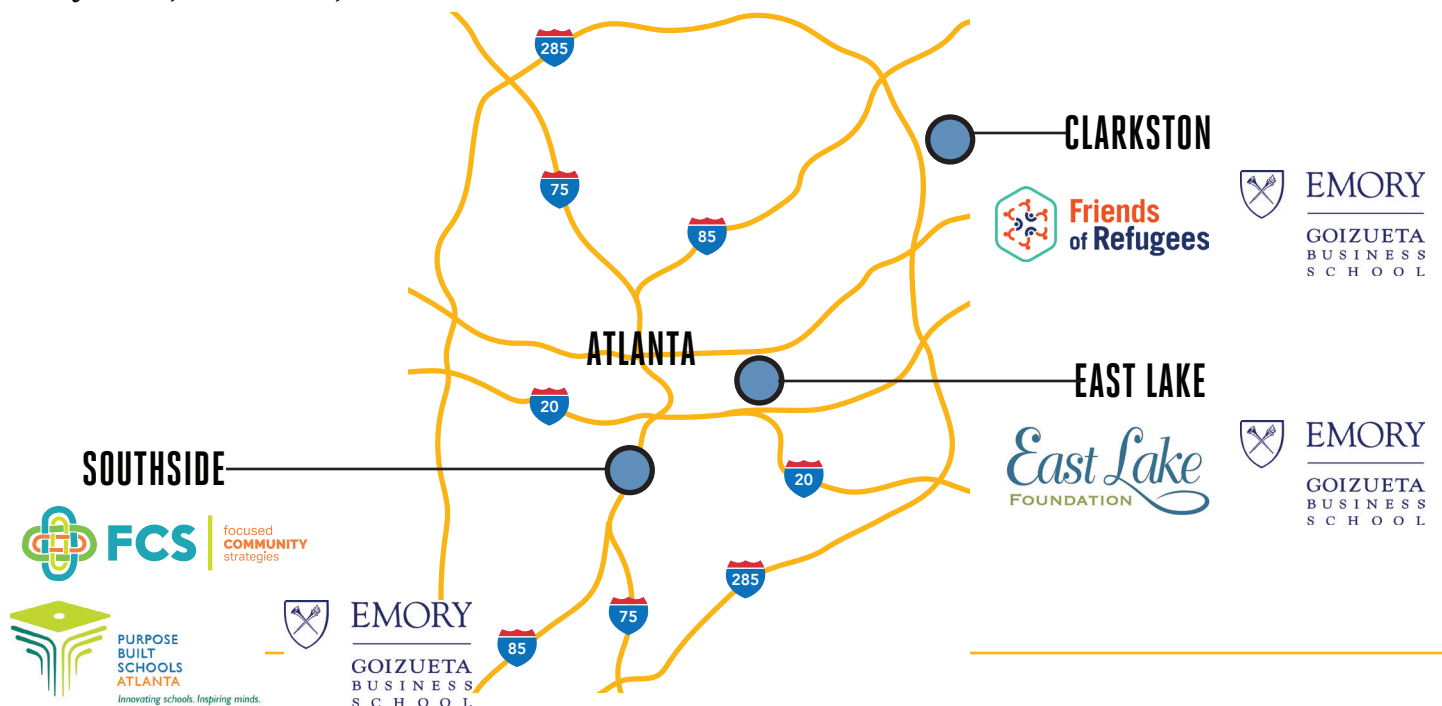 285
CLARKSTON
75
Friends
of Refugees
EMORY
GOIZUETA
BUSINESS
SCHOOL
85
ATLANTA
EAST LAKE
20
East Lake
FOUNDATION
EMORY
GOIZUETA
BUSINESS
SCHOOL
SOUTHSIDE
20
FCS
focused
COMMUNITY
strategies
285
75
85
PURPOSE
BUILT
SCHOOLS
ATLANTA
Innovating schools. Inspiring minds.
EMORY
GOIZUETA
BUSINESS
SCHOOL